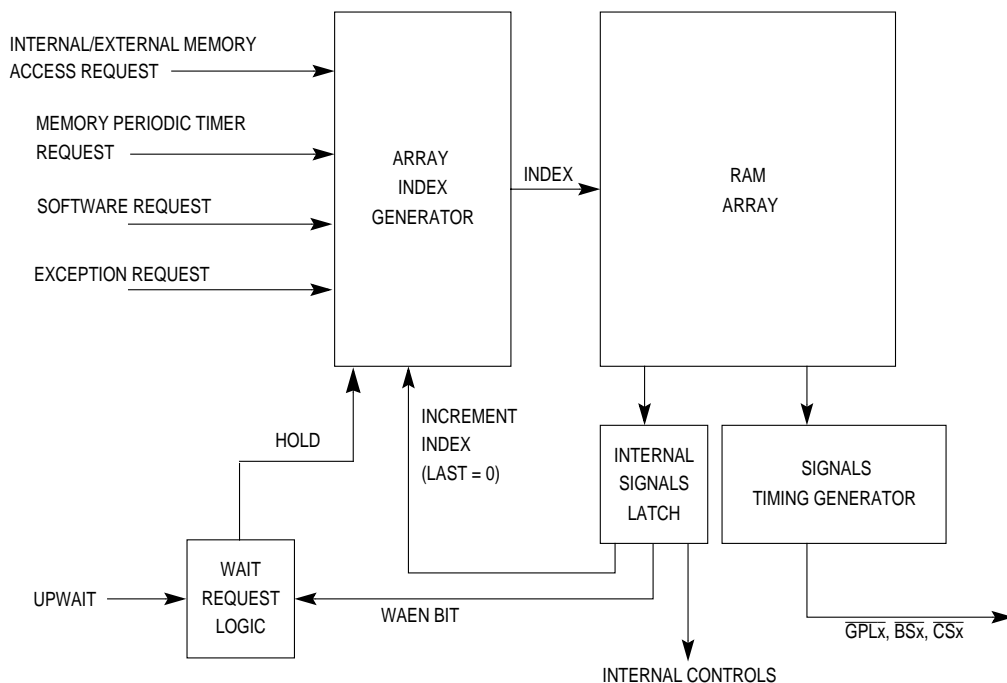 INTERNAL/EXTERNAL MEMORY
ACCESS REQUEST
MEMORY PERIODIC TIMER
REQUEST
SOFTWARE REQUEST
EXCEPTION REQUEST
ARRAY
INDEX
GENERATOR
INDEX
RAM
ARRAY
HOLD
INCREMENT
INDEX
(LAST = 0)
INTERNAL
SIGNALS
LATCH
SIGNALS
TIMING GENERATOR
UPWAIT
WAIT
REQUEST
LOGIC
WAEN BIT
GPLx, BSx, CSx
INTERNAL CONTROLS